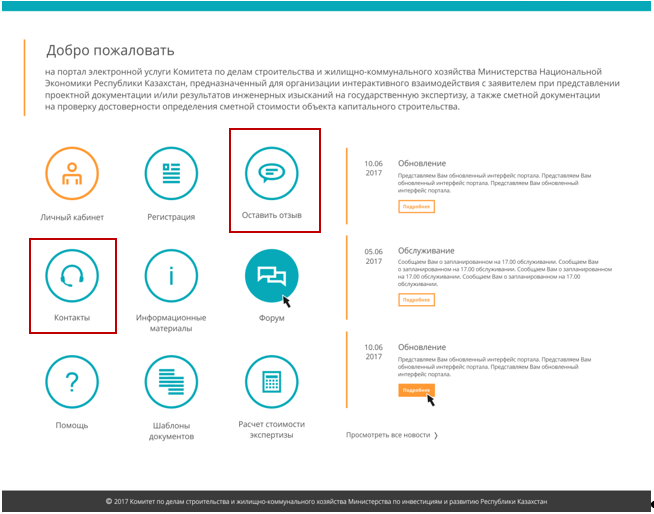 Добро пожаловать
на портал электронной услуги Комитета по делам строительства и жилищно-коммунального хозяйства Министерства Национальной
Экономики Республики Казахстан, предназначенный для организации интерактивного взаимодействия с заявителем при представлении
проектной документации и/или результатов инженерных изысканий на государственную экспертизу, а также сметной документации
на проверку достоверности определения сметной стоимости объекта капитального строительства.
Личный кабинет
Регистрация
Оставить отзыв
Контакты
Информационные
материалы
Форум
Помощь
Шаблоны
документов
Расчет стоимости
экспертизы
10.06
2017
Обновление
Представляем Вам обновленный интерфейс портала. Представляем Вам
обновленный интерфейс портала. Представляем Вам обновленный
интерфейс портала.
Подробнее
05.06
2017
Обслуживание
Сообщаем Вам о запланированном на 17.00 обслуживании. Сообщаем Вам
о запланированном на 17.00 обслуживании. Сообщаем Вам о запланированном
на 17.00 обслуживании. Сообщаем Вам о запланированном на 17.00
обслуживании.
Подробнее
10.06
2017
Обновление
Представляем Вам обновленный интерфейс портала. Представляем Вам
обновленный интерфейс портала. Представляем Вам обновленный
интерфейс портала.
Подробнее
Просмотреть все новости ❭
© 2017 Комитет по делам строительства и жилищно-коммунального хозяйства Министерства по инвестициям и развитию Республики Казахстан